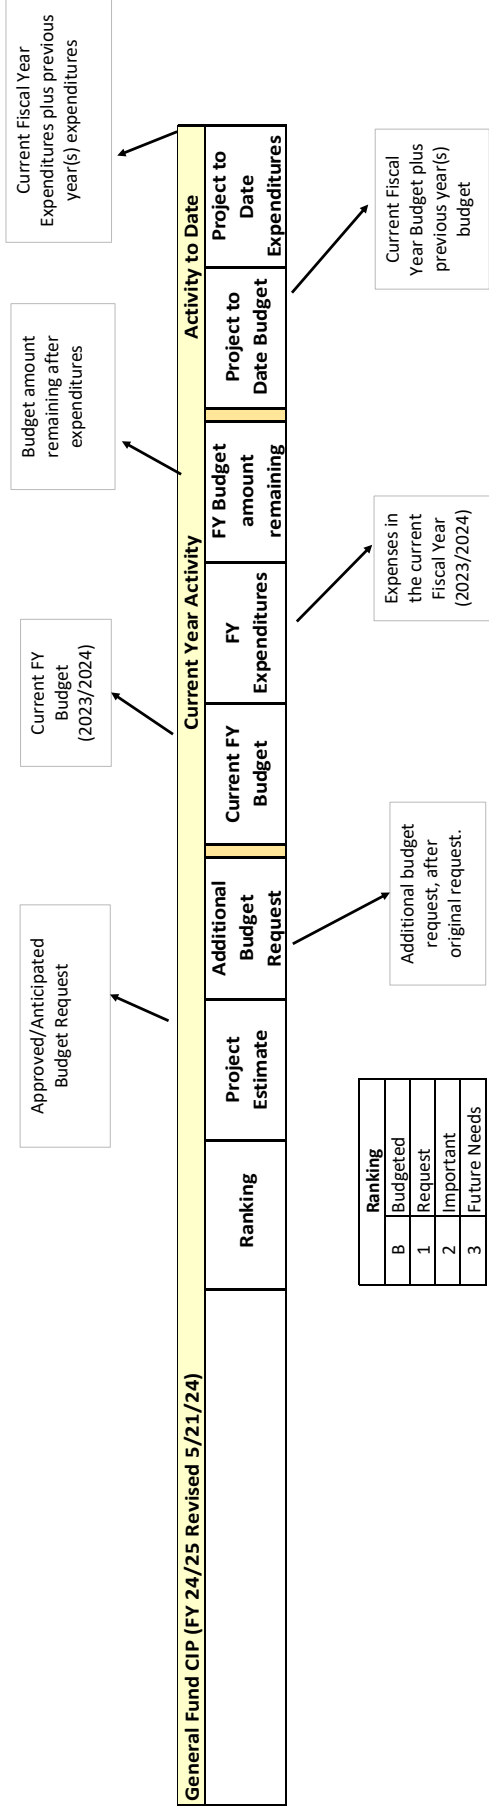 Approved/Anticipated
Budget Request
Current FY
Budget
(2023/2024)
Budget amount
remaining after
expenditures
Current Fiscal Year
Expenditures plus previous
year(s) expenditures
General Fund CIP (FY 24/25 Revised 5/21/24)
Current Year Activity
Activity to Date
Ranking
Project
Estimate
Additional
Budget
Request
Current FY
Budget
FY
Expenditures
FY Budget
amount
remaining
Project to
Date Budget
Project to
Date
Expenditures
Ranking
B Budgeted
1 Request
2 Important
3 Future Needs
Additional budget
request, after
original request.
Expenses in
the current
Fiscal Year
(2023/2024)
Current Fiscal
Year Budget plus
previous year(s)
budget